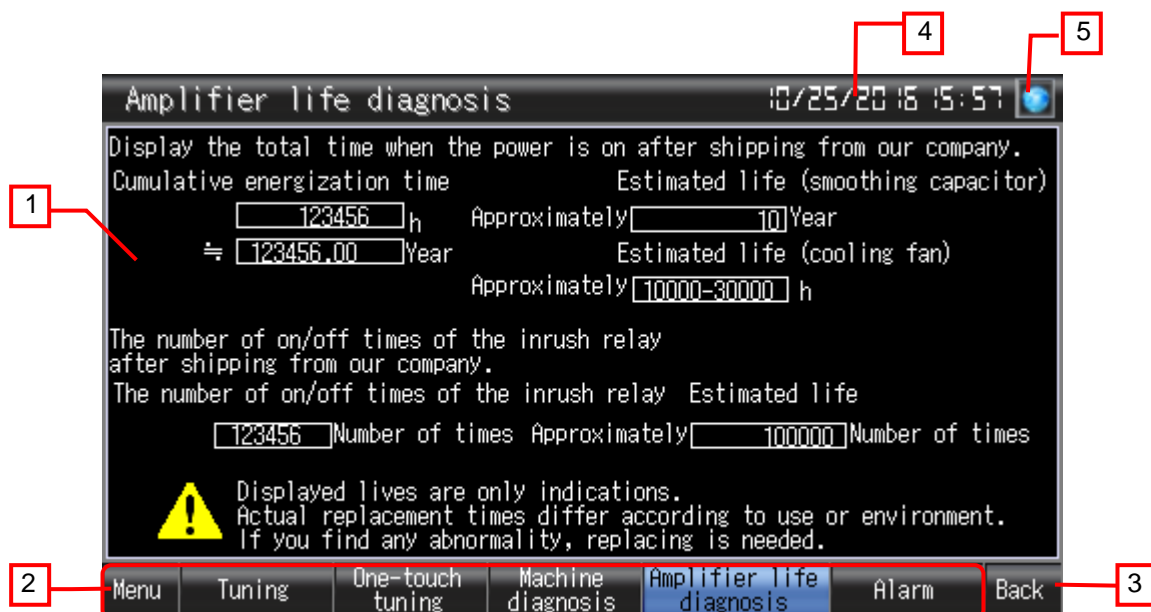 4 5
Amplifier life diagnosis 10/25/2016 15:57
Display the total time when the power is on after shipping from our company.
Cumulative energization time Estimated life (smoothing capacitor)
1
123456 h Approximately 10 Year
≒ 123456.00 Year Estimated life (cooling fan)
Approximately 10000-30000 h
The number of on/off times of the inrush relay
after shipping from our company.
The number of on/off times of the inrush relay Estimated life
123456 Number of times Approximately 100000 Number of times
Displayed lives are only indications.
Actual replacement times differ according to use or environment.
If you find any abnormality, replacing is needed.
2 Menu Tuning One-touch tuning Machine diagnosis Amplifier life diagnosis Alarm Back 3